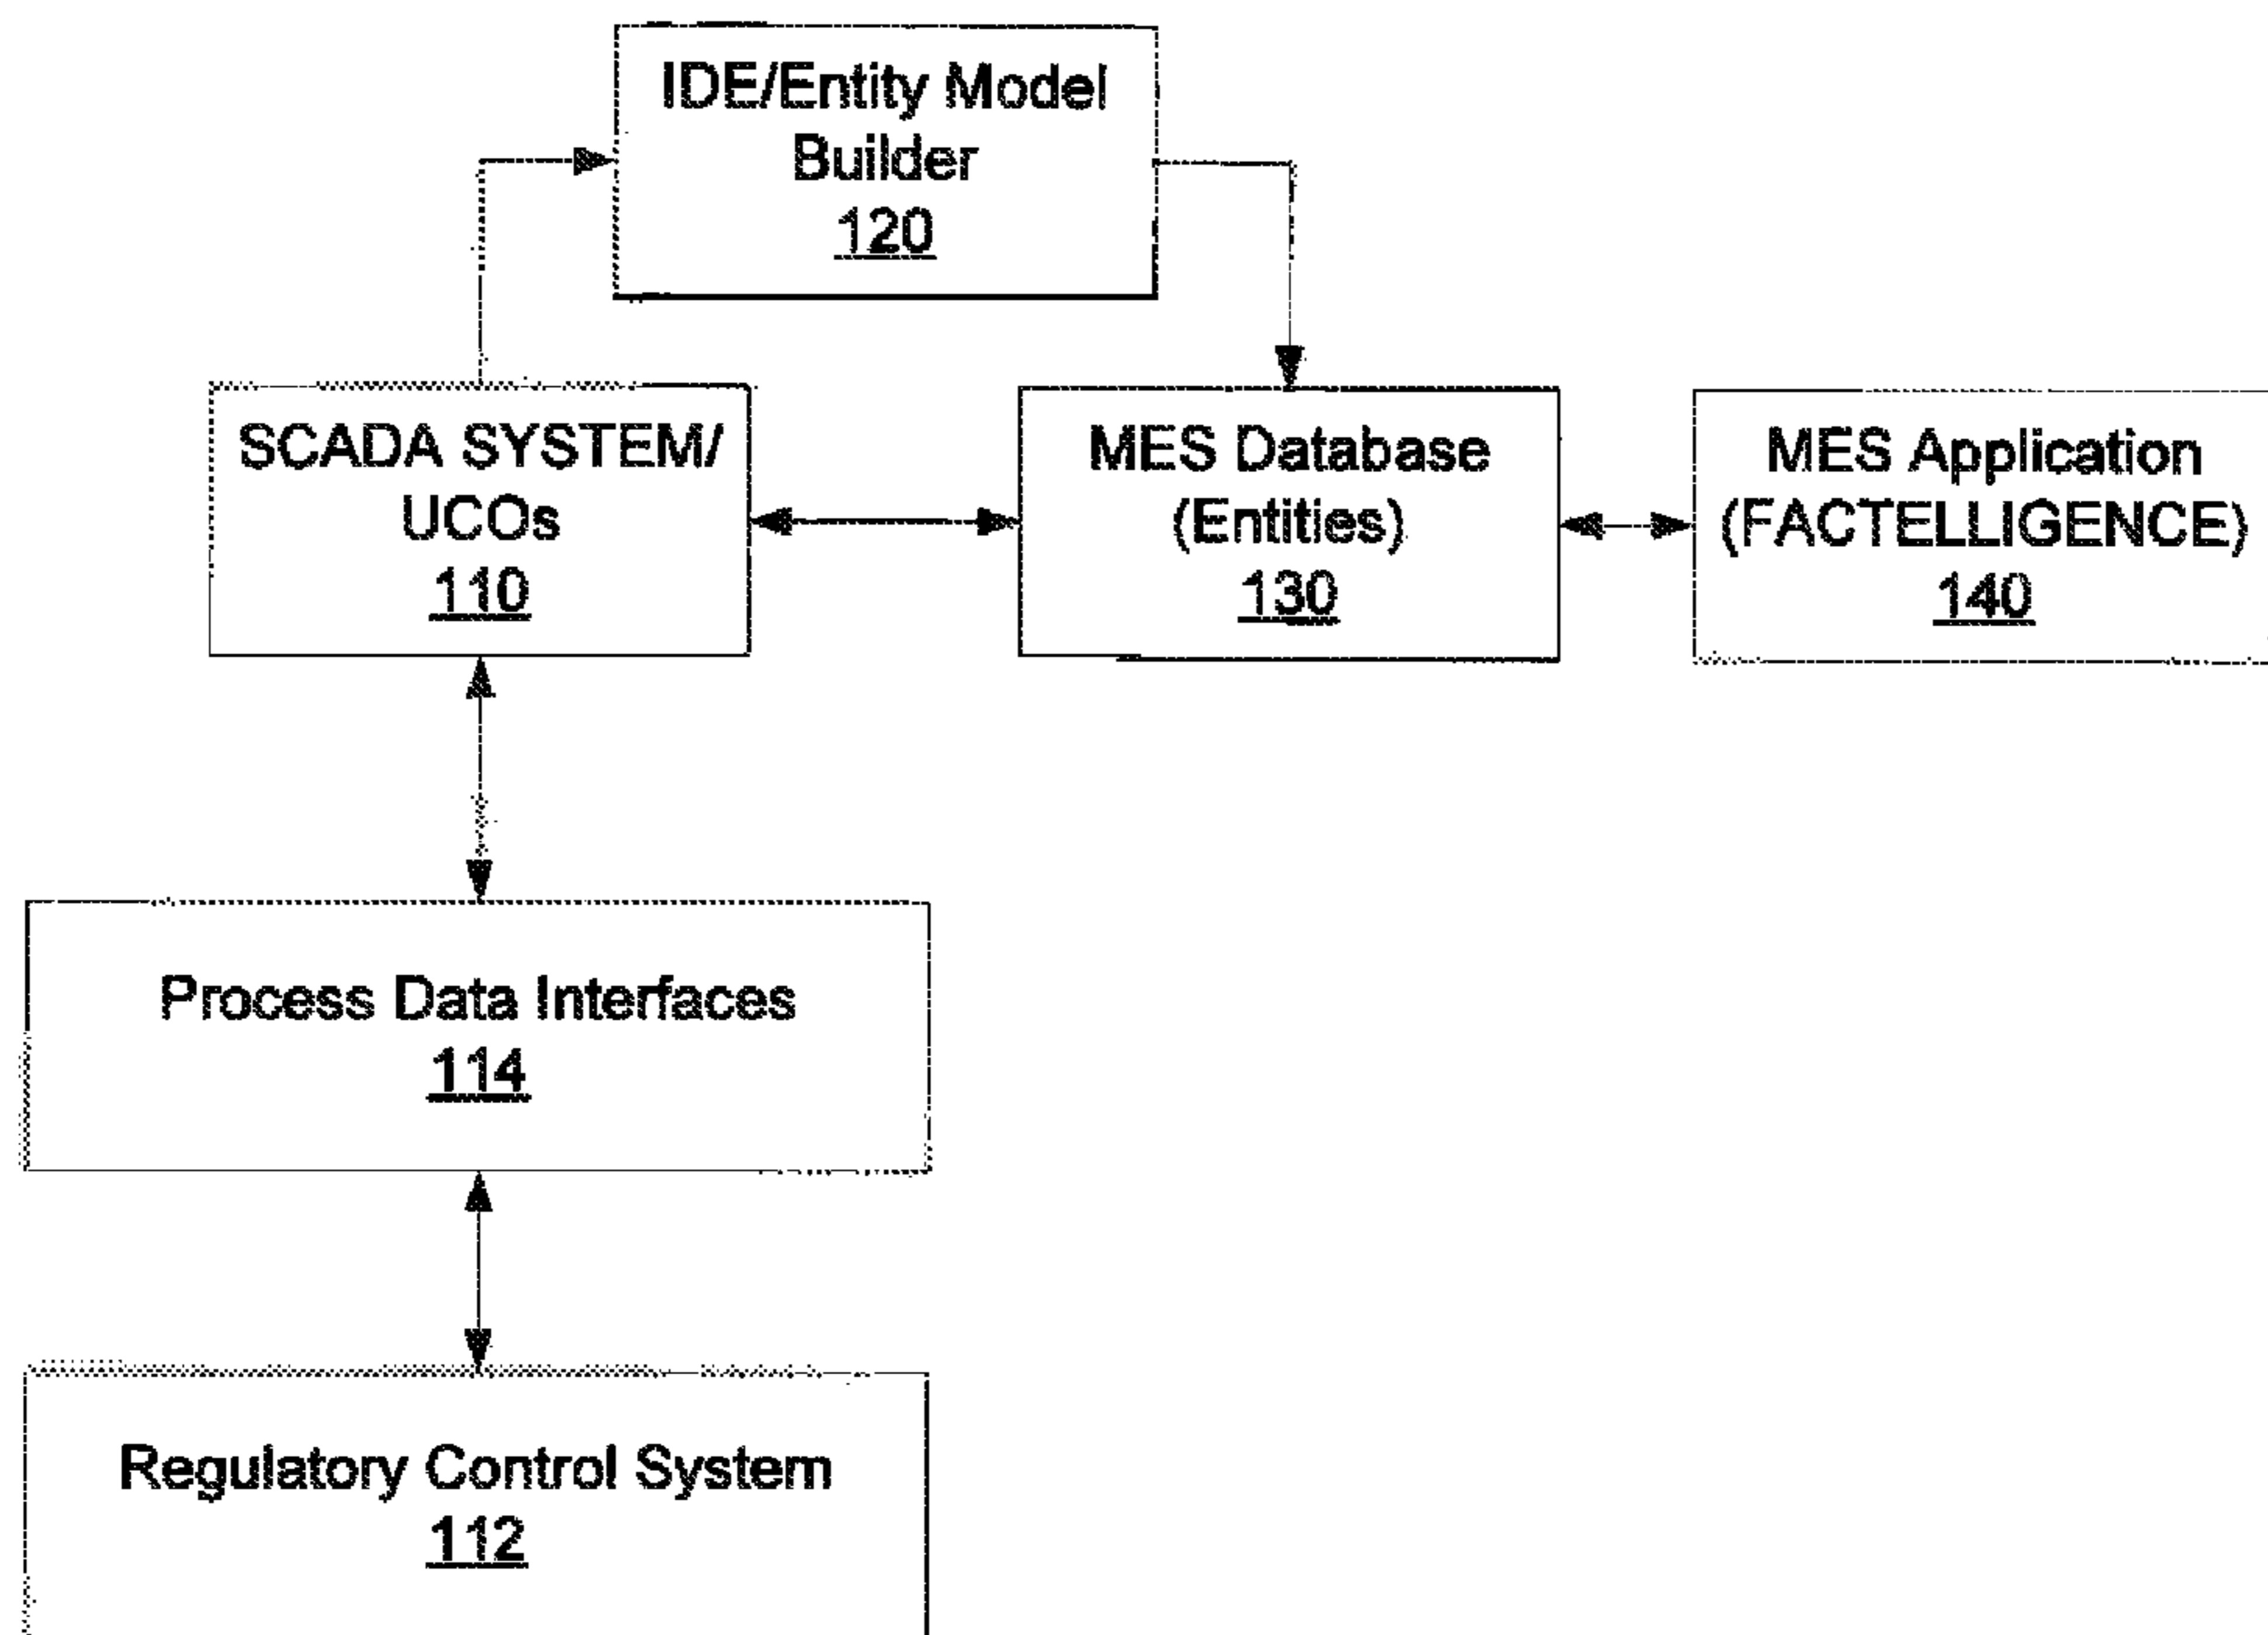 IDE/Entity Model
Builder
120
SCADA SYSTEM/
UCOs
110
MES Database
(Entities)
130
MES Application
(FACTELLIGENCE)
140
Process Data Interfaces
114
Regulatory Control System
112